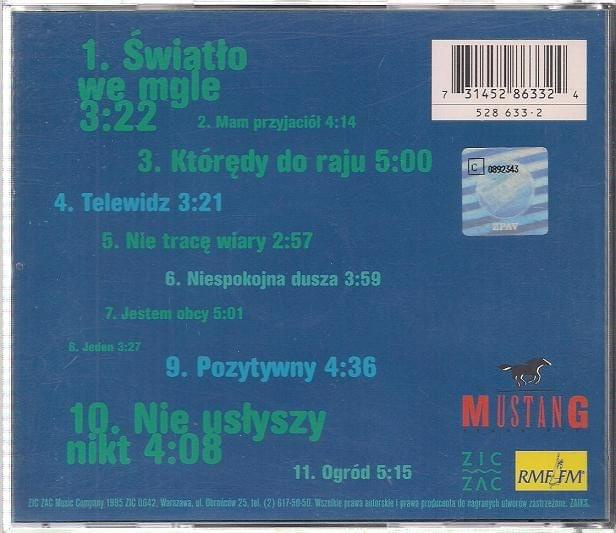 1. Światło
we mgle
3:22
2. Mam przyjaciół 4:14
3. Którędy do raju 5:00
4. Telewidz 3:21
5. Nie tracę wiary 2:57
6. Niespokojna dusza 3:59
7. Jestem obcy 5:01
8. Jeden 3:27
9. Pozytywny 4:36
10. Nie usłyszy
nikt 4:08
11. Ogród 5:15
7 31452 86332 4
528 633-2
C 0892343
ZPAV
MUSTANG
ZIC
ZAC
RMF FM
ZIC ZAC Music Company 1995 ZIC 0642, Warszawa, ul. Obrońców 25, tel. (2) 617-50-50. Wszelkie prawa autorskie i prawa producenta do nagranych utworów zastrzeżone. ZAIKS.